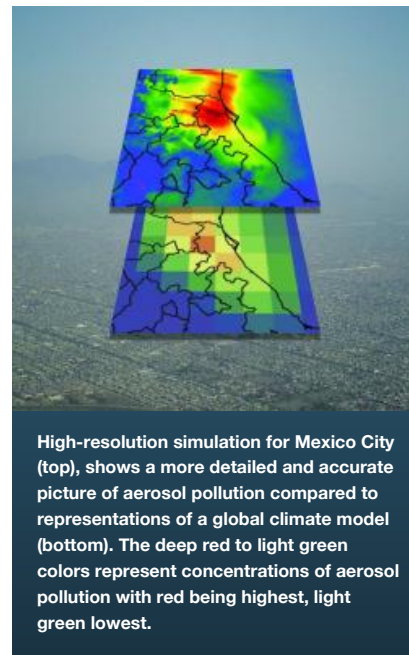 High-resolution simulation for Mexico City
(top), shows a more detailed and accurate
picture of aerosol pollution compared to
representations of a global climate model
(bottom). The deep red to light green
colors represent concentrations of aerosol
pollution with red being highest, light
green lowest.